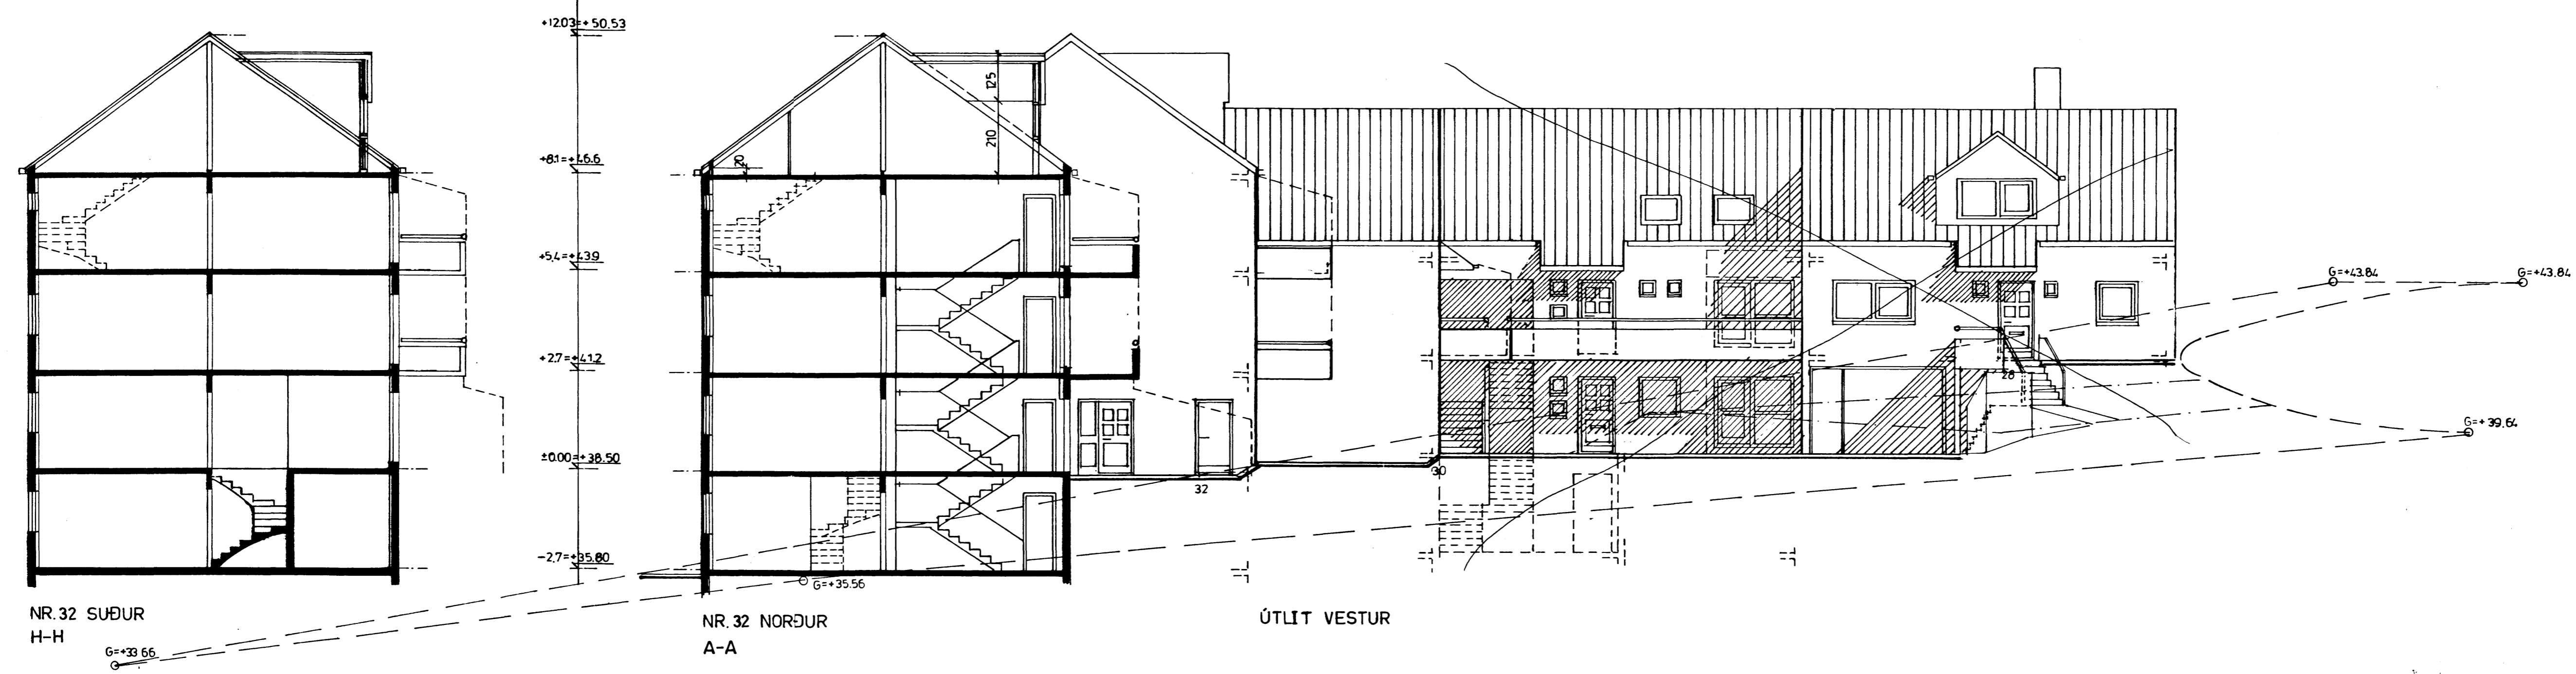 +12.03=+50.53
125
210
20
+8.1=+46.6
+5,4=+43.9
+2.7=+41.2
±0.00=+38.50
-2.7=+35.80
G=+43.84
G=+43.84
G=+39.64
28
30
32
G=+35.56
G=+33.66
NR.32 SUÐUR
H-H
NR.32 NORÐUR
A-A
ÚTLIT VESTUR